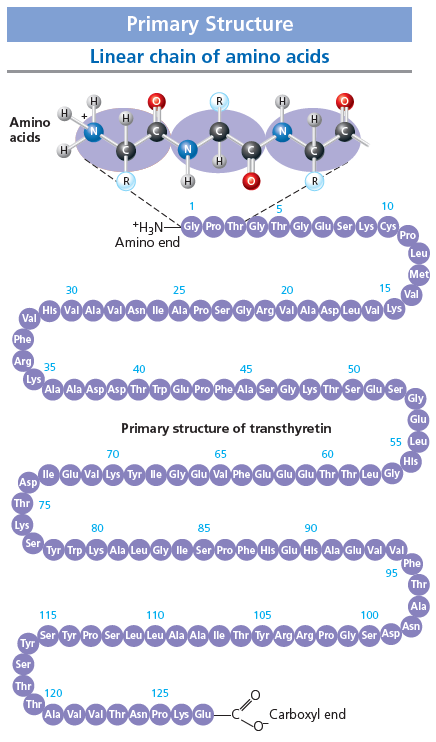 Primary Structure
Linear chain of amino acids
Amino
acids
H H + N H H C R O C N H R C H C O H N H C R O C
1 5 10
+H3N Gly Pro Thr Gly Thr Gly Glu Ser Lys Cys
Amino end
Pro
Leu
Met
Val
30 25 20 15
His Val Ala Val Asn Ile Ala Pro Ser Gly Arg Val Ala Asp Leu Val Lys
Val
Phe
Arg
Lys
35 40 45 50
Ala Ala Asp Asp Thr Trp Glu Pro Phe Ala Ser Gly Lys Thr Ser Glu Ser
Gly
Glu
Leu
His
Primary structure of transthyretin
70 65 60 55
Ile Glu Val Lys Tyr Ile Gly Glu Val Phe Glu Glu Glu Thr Thr Leu Gly
Asp
Thr
Lys
Ser
75 80 85 90
Tyr Trp Lys Ala Leu Gly Ile Ser Pro Phe His Glu His Ala Glu Val Val
Phe
95
Thr
Ala
Asn
115 110 105 100
Ser Tyr Pro Ser Leu Leu Ala Ala Ile Thr Tyr Arg Arg Pro Gly Ser Asp
Tyr
Ser
Thr
Thr
120 125
Ala Val Val Thr Asn Pro Lys Glu C O O− Carboxyl end